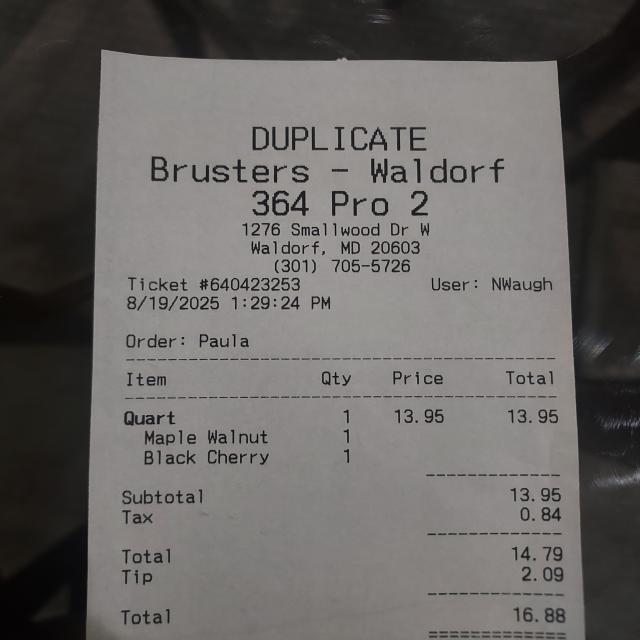 DUPLICATE
Brusters - Waldorf
364 Pro 2
1276 Smallwood Dr W
Waldorf, MD 20603
(301) 705-5726
Ticket #640423253 User: NWaugh
8/19/2025 1:29:24 PM
Order: Paula
Item Qty Price Total
Quart 1 13.95 13.95
Maple Walnut 1
Black Cherry 1
Subtotal 13.95
Tax 0.84
Total 14.79
Tip 2.09
Total 16.88